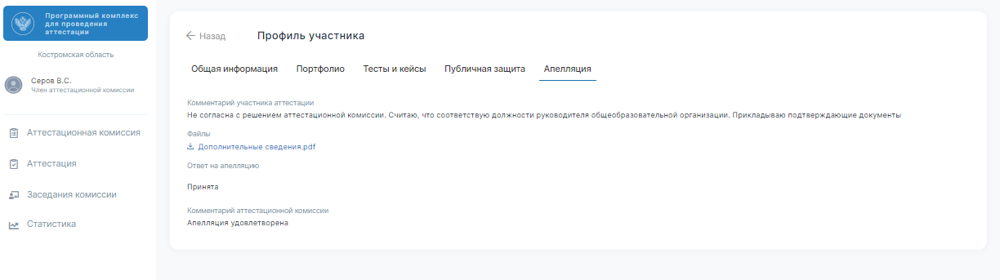 Программный комплекс
для проведения
аттестации
Костромская область
Серов В.С.
Член аттестационной комиссии
Аттестационная комиссия
Аттестация
Заседания комиссии
Статистика
Назад
Профиль участника
Общая информация
Портфолио
Тесты и кейсы
Публичная защита
Апелляция
Комментарий участника аттестации
Не согласна с решением аттестационной комиссии. Считаю, что соответствую должности руководителя общеобразовательной организации. Прикладываю подтверждающие документы
Файлы
Дополнительные сведения.pdf
Ответ на апелляцию
Принята
Комментарий аттестационной комиссии
Апелляция удовлетворена